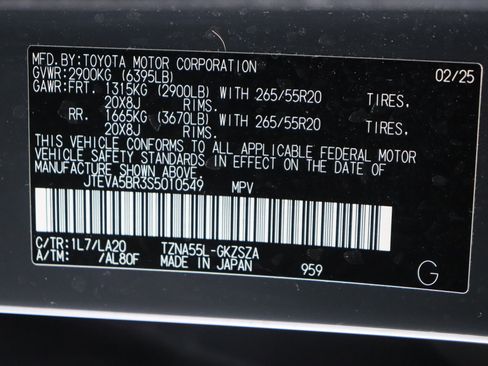 MFD.BY:TOYOTA MOTOR CORPORATION 02/25
GVWR:2900KG (6395LB)
GAWR:FRT. 1315KG (2900LB) WITH 265/55R20 TIRES,
20X8J RIMS.
RR. 1665KG (3670LB) WITH 265/55R20 TIRES,
20X8J RIMS.
THIS VEHICLE CONFORMS TO ALL APPLICABLE FEDERAL MOTOR
VEHICLE SAFETY STANDARDS IN EFFECT ON THE DATE OF
MANUFACTURE SHOWN ABOVE.
JTEVA5BR3S5010549 MPV
C/TR:1L7/LA20 TZNA55L-GKZSZA
A/TM: /AL80F MADE IN JAPAN 959 G